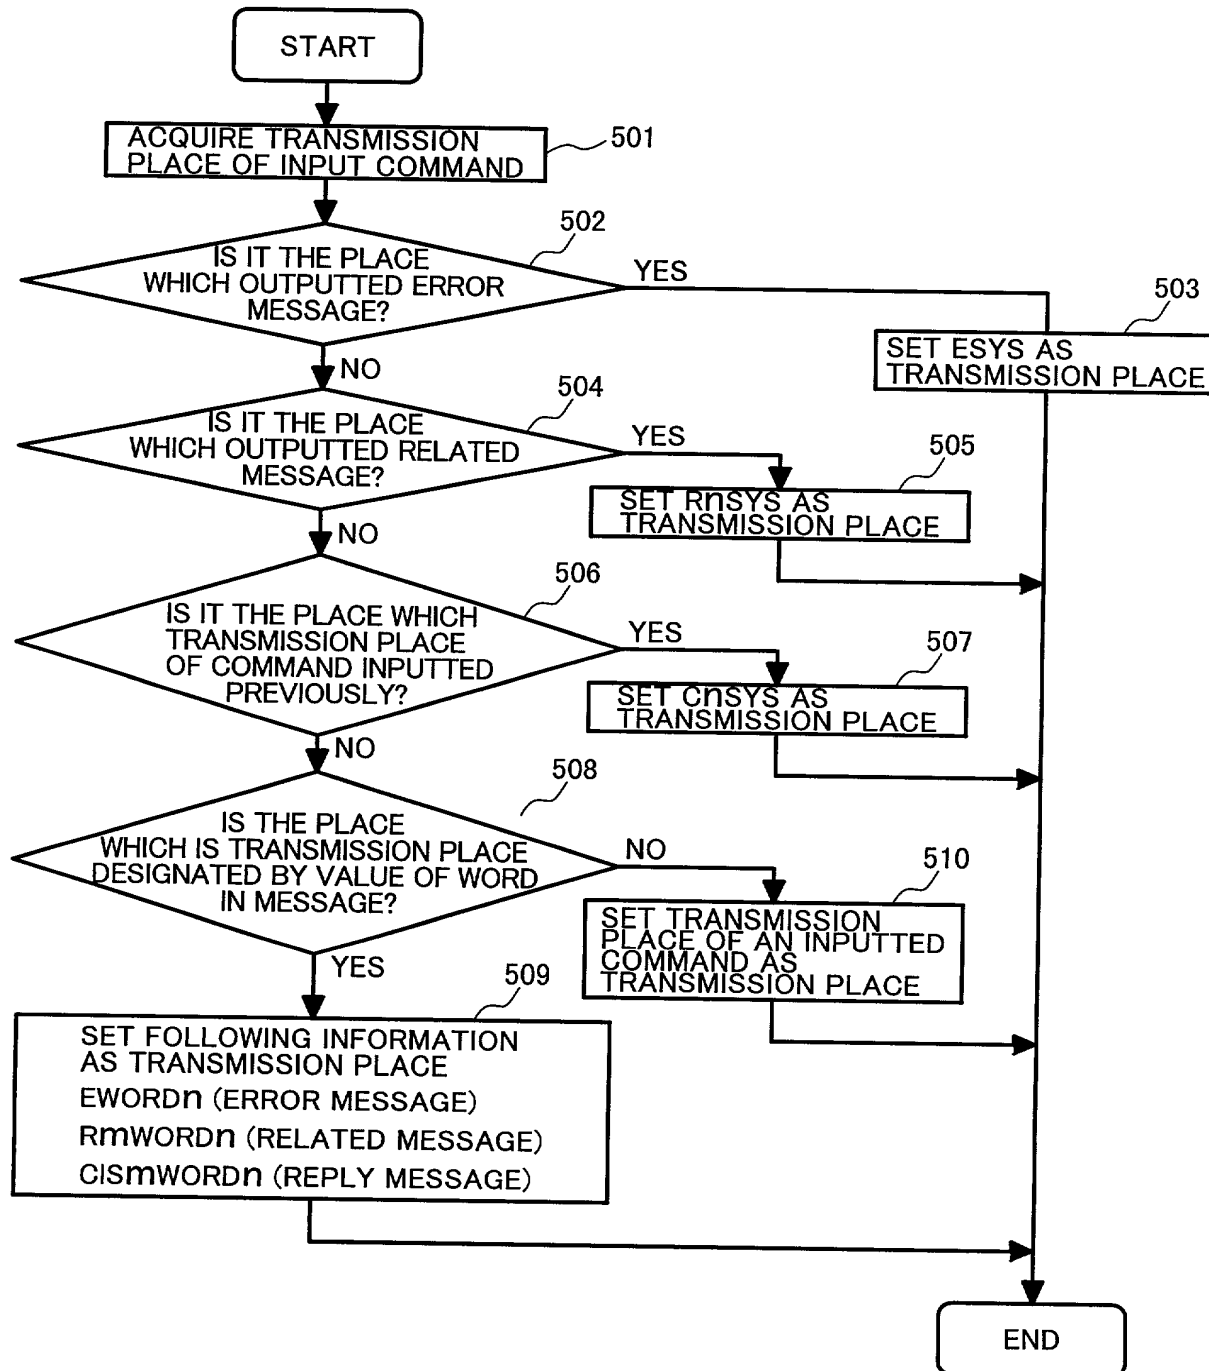 START
ACQUIRE TRANSMISSION
PLACE OF INPUT COMMAND
501
IS IT THE PLACE
WHICH OUTPUTTED ERROR
MESSAGE?
502
YES
NO
503
SET ESYS AS
TRANSMISSION PLACE
IS IT THE PLACE
WHICH OUTPUTTED RELATED
MESSAGE?
504
YES
NO
505
SET RnSYS AS
TRANSMISSION PLACE
IS IT THE PLACE WHICH
TRANSMISSION PLACE
OF COMMAND INPUTTED
PREVIOUSLY?
506
YES
NO
507
SET CnSYS AS
TRANSMISSION PLACE
IS THE PLACE
WHICH IS TRANSMISSION PLACE
DESIGNATED BY VALUE OF WORD
IN MESSAGE?
508
NO
YES
510
SET TRANSMISSION
PLACE OF AN INPUTTED
COMMAND AS
TRANSMISSION PLACE
509
SET FOLLOWING INFORMATION
AS TRANSMISSION PLACE
EWORDn (ERROR MESSAGE)
RmWORDn (RELATED MESSAGE)
CISmWORDn (REPLY MESSAGE)
END